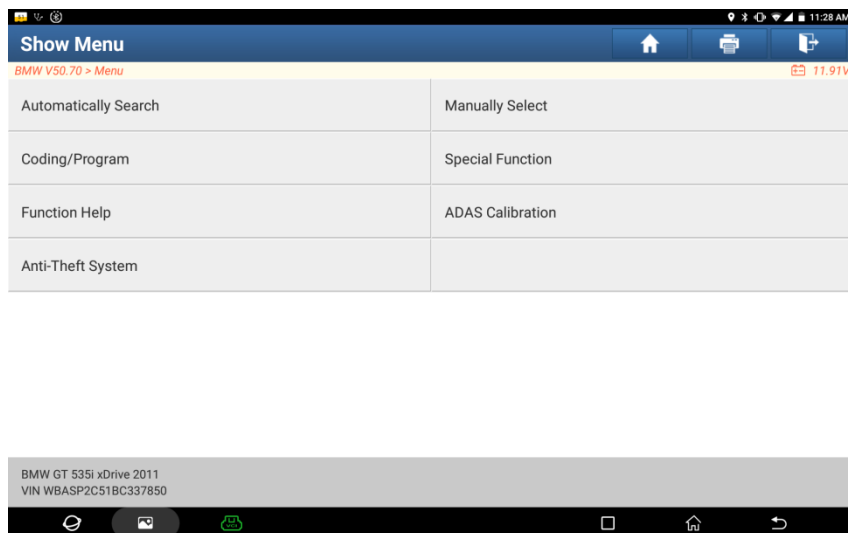 11:28 AM
Show Menu
BMW V50.70 > Menu
11.91V
Automatically Search
Manually Select
Coding/Program
Special Function
Function Help
ADAS Calibration
Anti-Theft System
BMW GT 535i xDrive 2011
VIN WBASP2C51BC337850
VCI